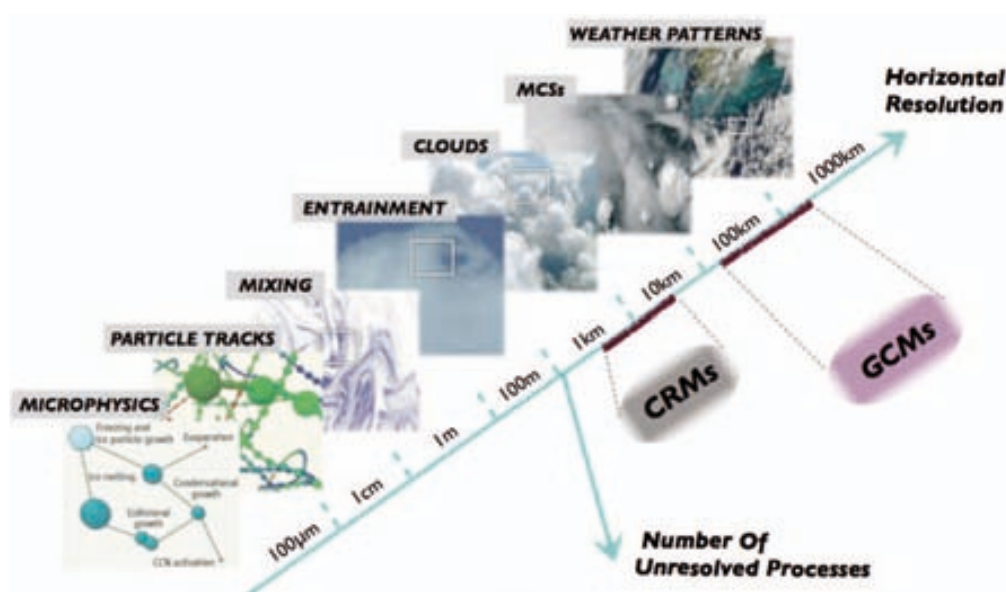 WEATHER PATTERNS
MCSs
CLOUDS
ENTRAINMENT
MIXING
PARTICLE TRACKS
MICROPHYSICS
Freezing and
ice particle growth
Evaporation
Ice melting
Condensational
growth
Collisional
growth
CCN activation
100µm
1cm
1m
100m
1km
10km
100km
1000km
Horizontal
Resolution
CRMs
GCMs
Number Of
Unresolved Processes